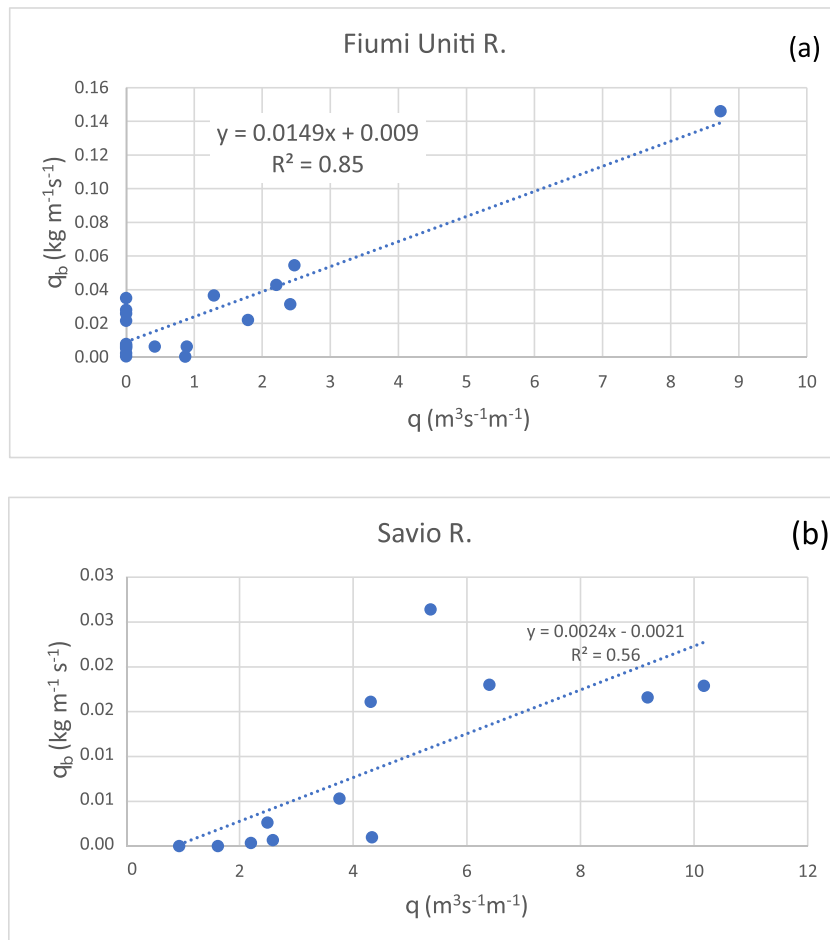 Fiumi Uniti R.
(a)
0.16
0.14
0.12
0.10
0.08
0.06
0.04
0.02
0.00
q_b (kg m⁻¹s⁻¹)
y = 0.0149x + 0.009
R² = 0.85
0 1 2 3 4 5 6 7 8 9 10
q (m³s⁻¹m⁻¹)
Savio R.
(b)
0.03
0.03
0.02
0.02
0.01
0.01
0.00
q_b (kg m⁻¹ s⁻¹)
y = 0.0024x - 0.0021
R² = 0.56
0 2 4 6 8 10 12
q (m³s⁻¹m⁻¹)